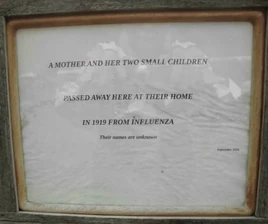 A MOTHER AND HER TWO SMALL CHILDREN
PASSED AWAY HERE AT THEIR HOME
IN 1919 FROM INFLUENZA
Their names are unknown